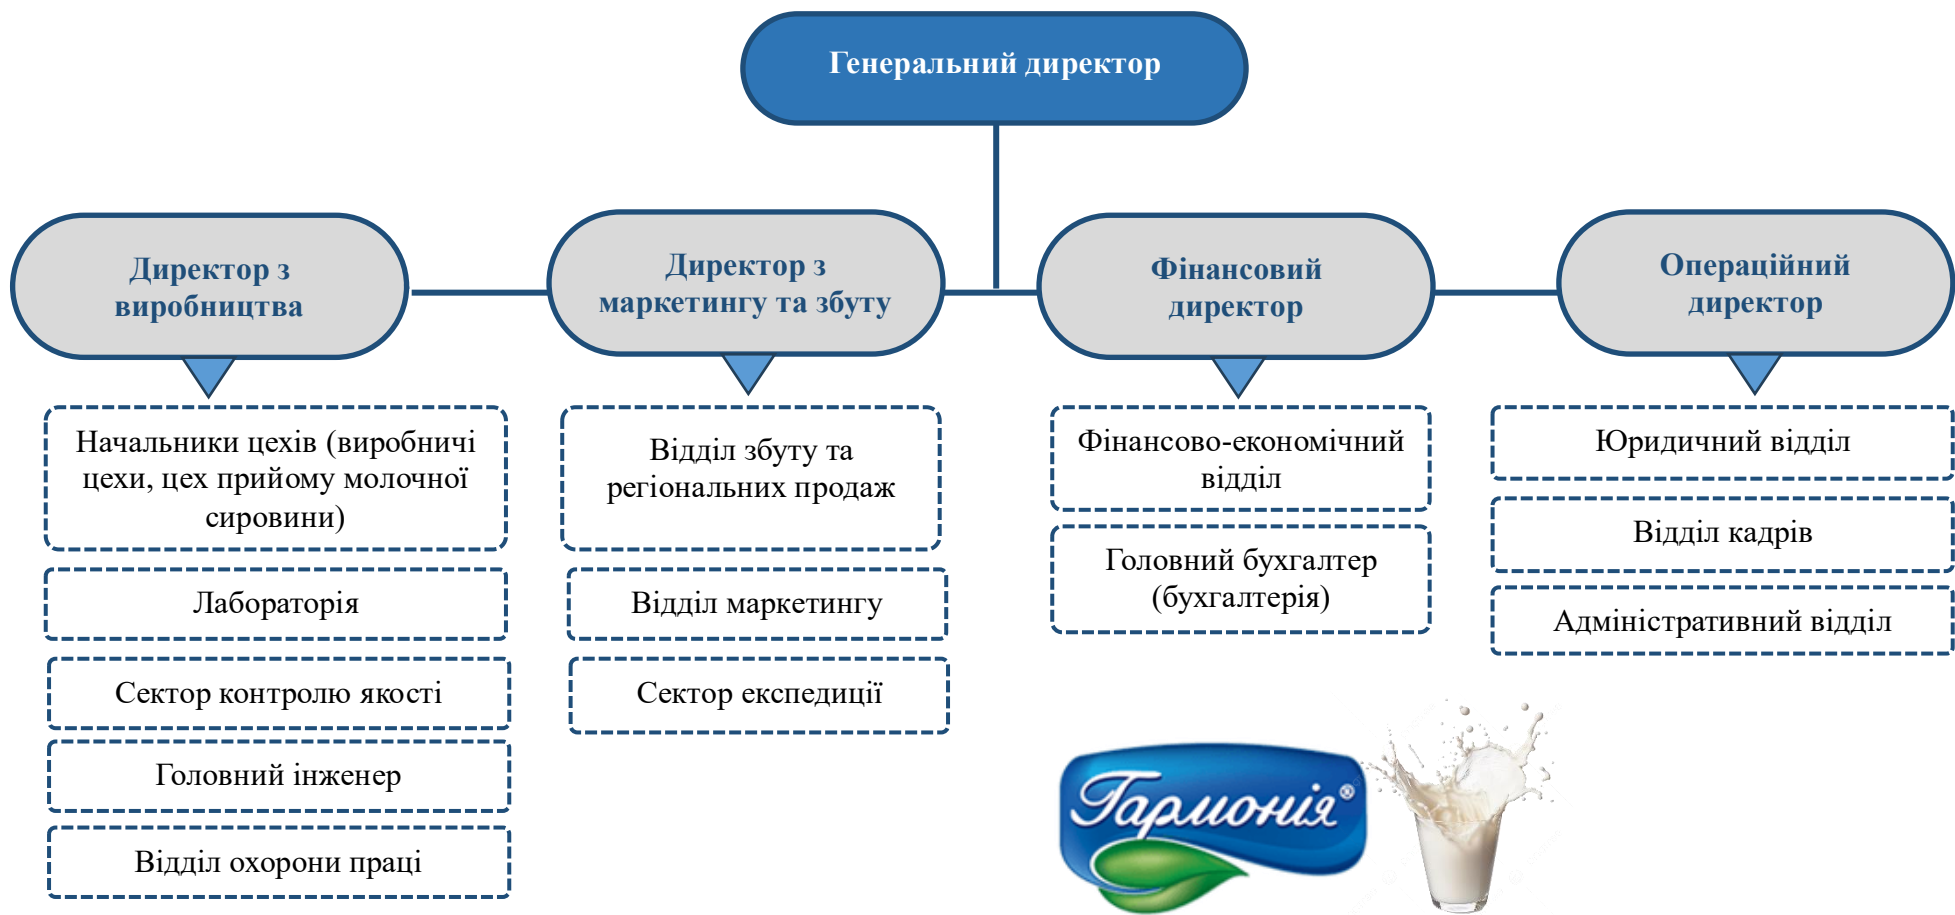 Генеральний директор
Директор з
виробництва
Директор з
маркетингу та збуту
Фінансовий
директор
Операційний
директор
Начальники цехів (виробничі
цехи, цех прийому молочної
сировини)
Лабораторія
Сектор контролю якості
Головний інженер
Відділ охорони праці
Відділ збуту та
регіональних продаж
Відділ маркетингу
Сектор експедиції
Фінансово-економічний
відділ
Головний бухгалтер
(бухгалтерія)
Юридичний відділ
Відділ кадрів
Адміністративний відділ
Гармонія®